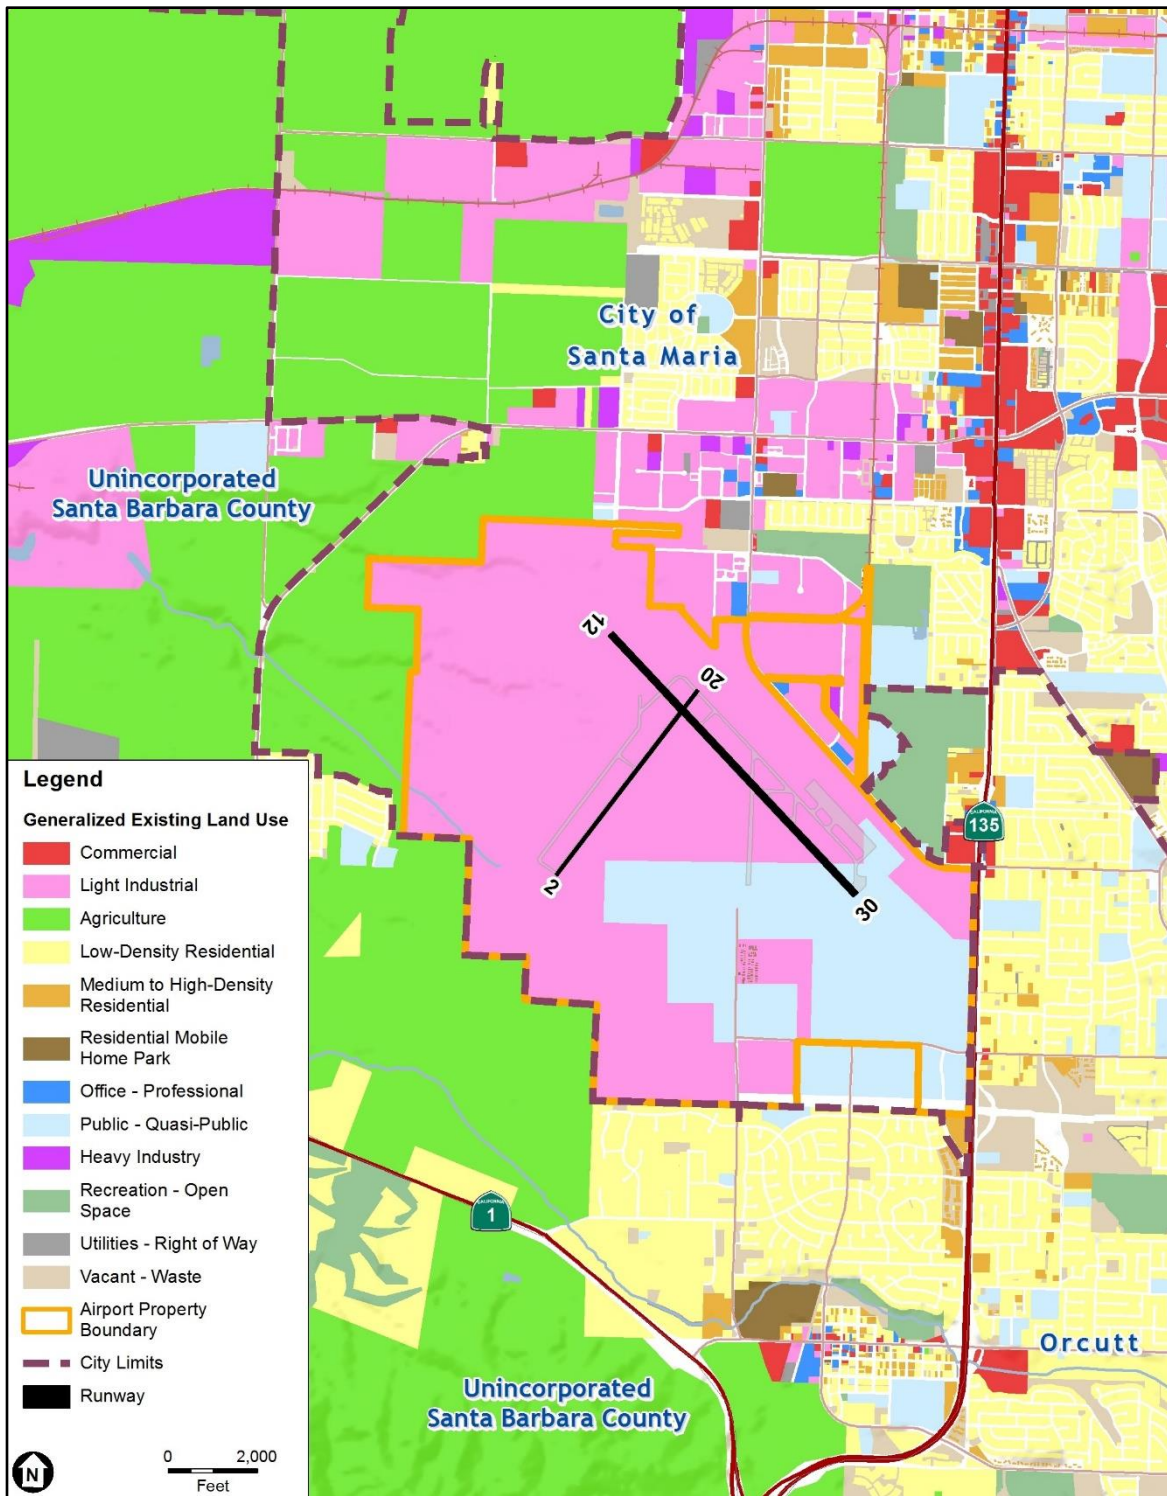 City of
Santa Maria
Unincorporated
Santa Barbara County
12
20
2
30
CALIFORNIA
135
Legend
Generalized Existing Land Use
Commercial
Light Industrial
Agriculture
Low-Density Residential
Medium to High-Density
Residential
Residential Mobile
Home Park
Office - Professional
Public - Quasi-Public
Heavy Industry
Recreation - Open
Space
Utilities - Right of Way
Vacant - Waste
Airport Property
Boundary
City Limits
Runway
0 2,000
Feet
N
CALIFORNIA
1
Orcutt
Unincorporated
Santa Barbara County